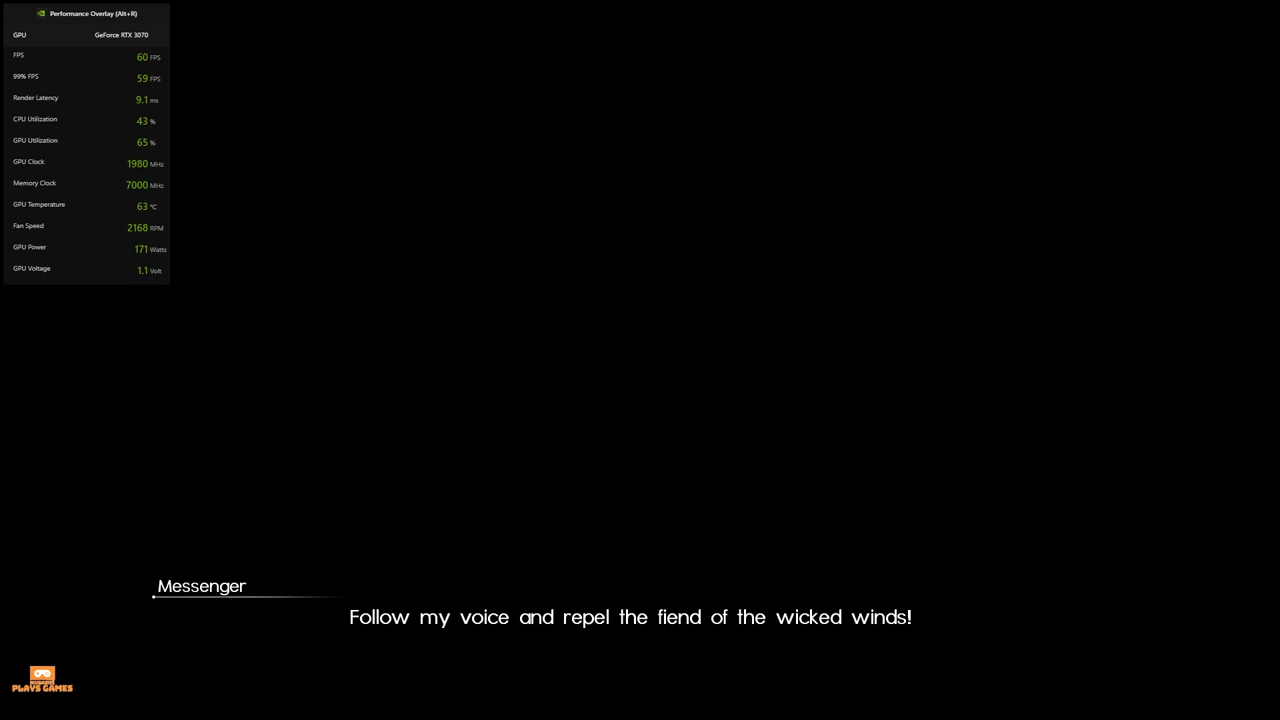 Performance Overlay (Alt+R)
GPU GeForce RTX 3070
FPS 60 FPS
99% FPS 59 FPS
Render Latency 9.1 ms
CPU Utilization 43 %
GPU Utilization 65 %
GPU Clock 1980 MHz
Memory Clock 7000 MHz
GPU Temperature 63 °C
Fan Speed 2168 RPM
GPU Power 171 Watts
GPU Voltage 1.1 Volt
Messenger
Follow my voice and repel the fiend of the wicked winds!
PLAYS GAMES